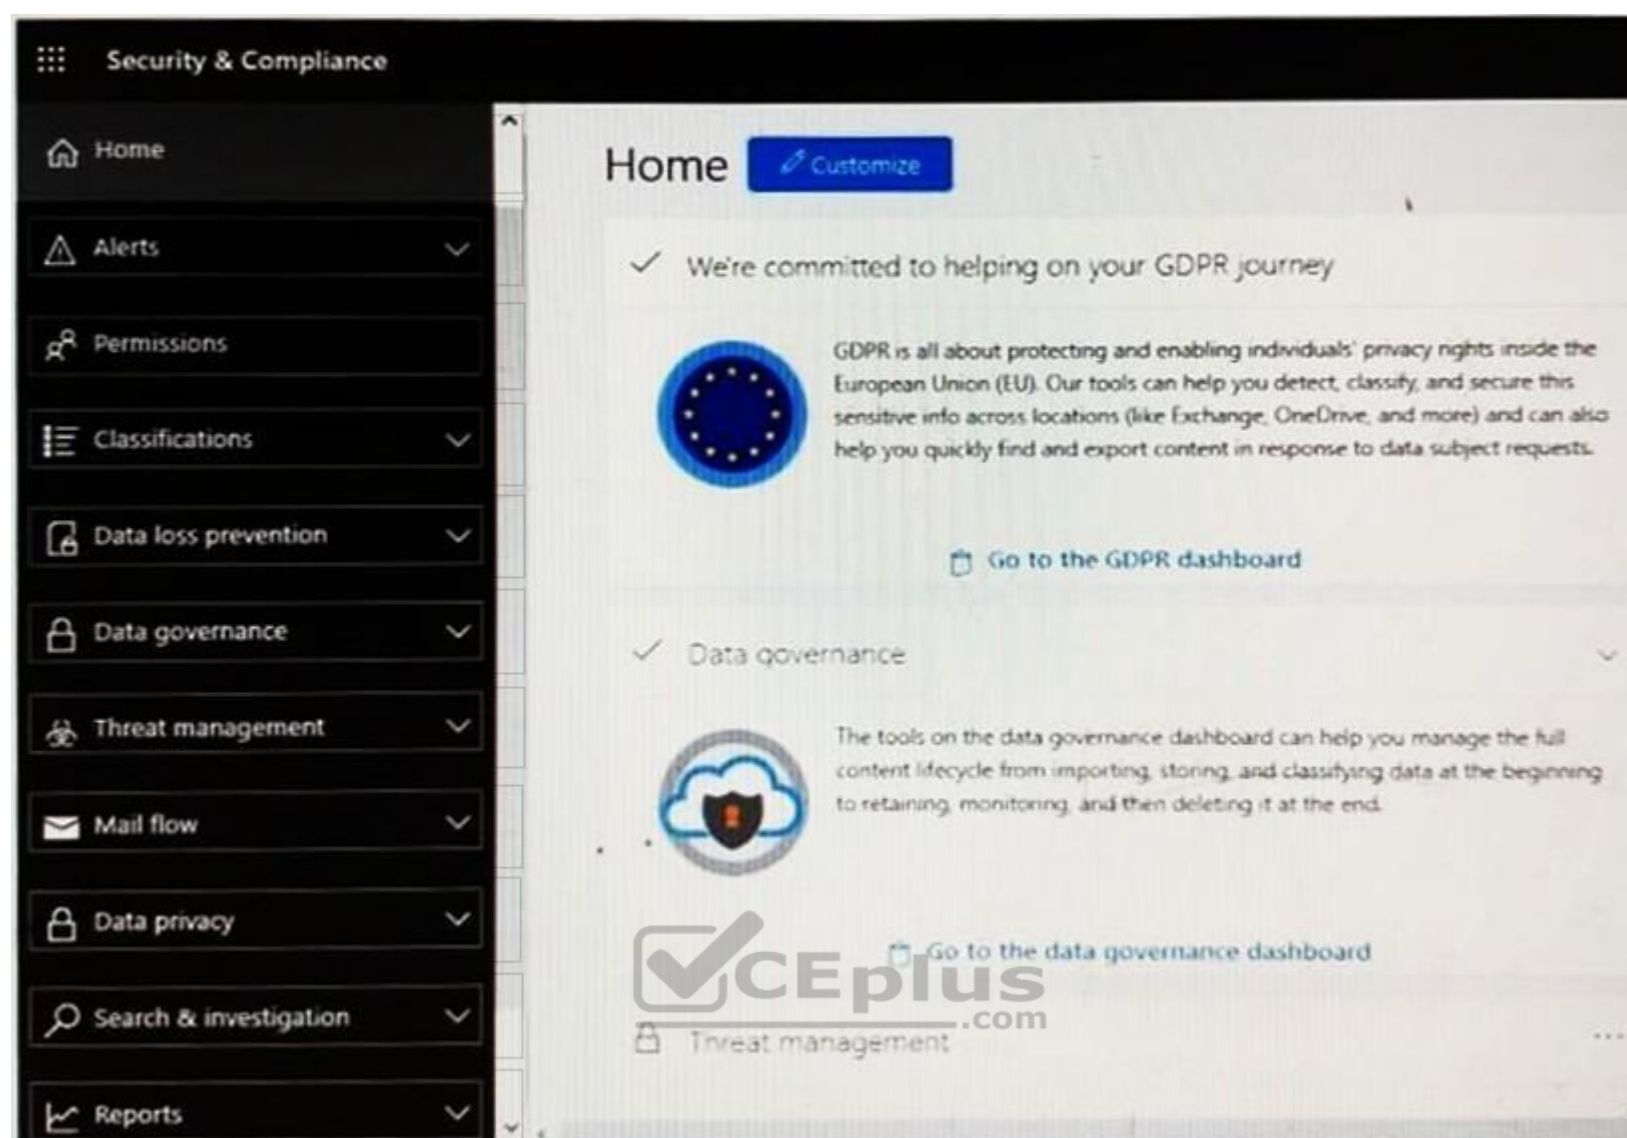 Security & Compliance
Home
Alerts
Permissions
Classifications
Data loss prevention
Data governance
Threat management
Mail flow
Data privacy
Search & investigation
Reports
Home
Customize
We're committed to helping on your GDPR journey
GDPR is all about protecting and enabling individuals' privacy rights inside the
European Union (EU). Our tools can help you detect, classify, and secure this
sensitive info across locations (like Exchange, OneDrive, and more) and can also
help you quickly find and export content in response to data subject requests.
Go to the GDPR dashboard
Data governance
The tools on the data governance dashboard can help you manage the full
content lifecycle from importing, storing, and classifying data at the beginning
to retaining, monitoring, and then deleting it at the end.
Go to the data governance dashboard
VCEplus
.com
Threat management